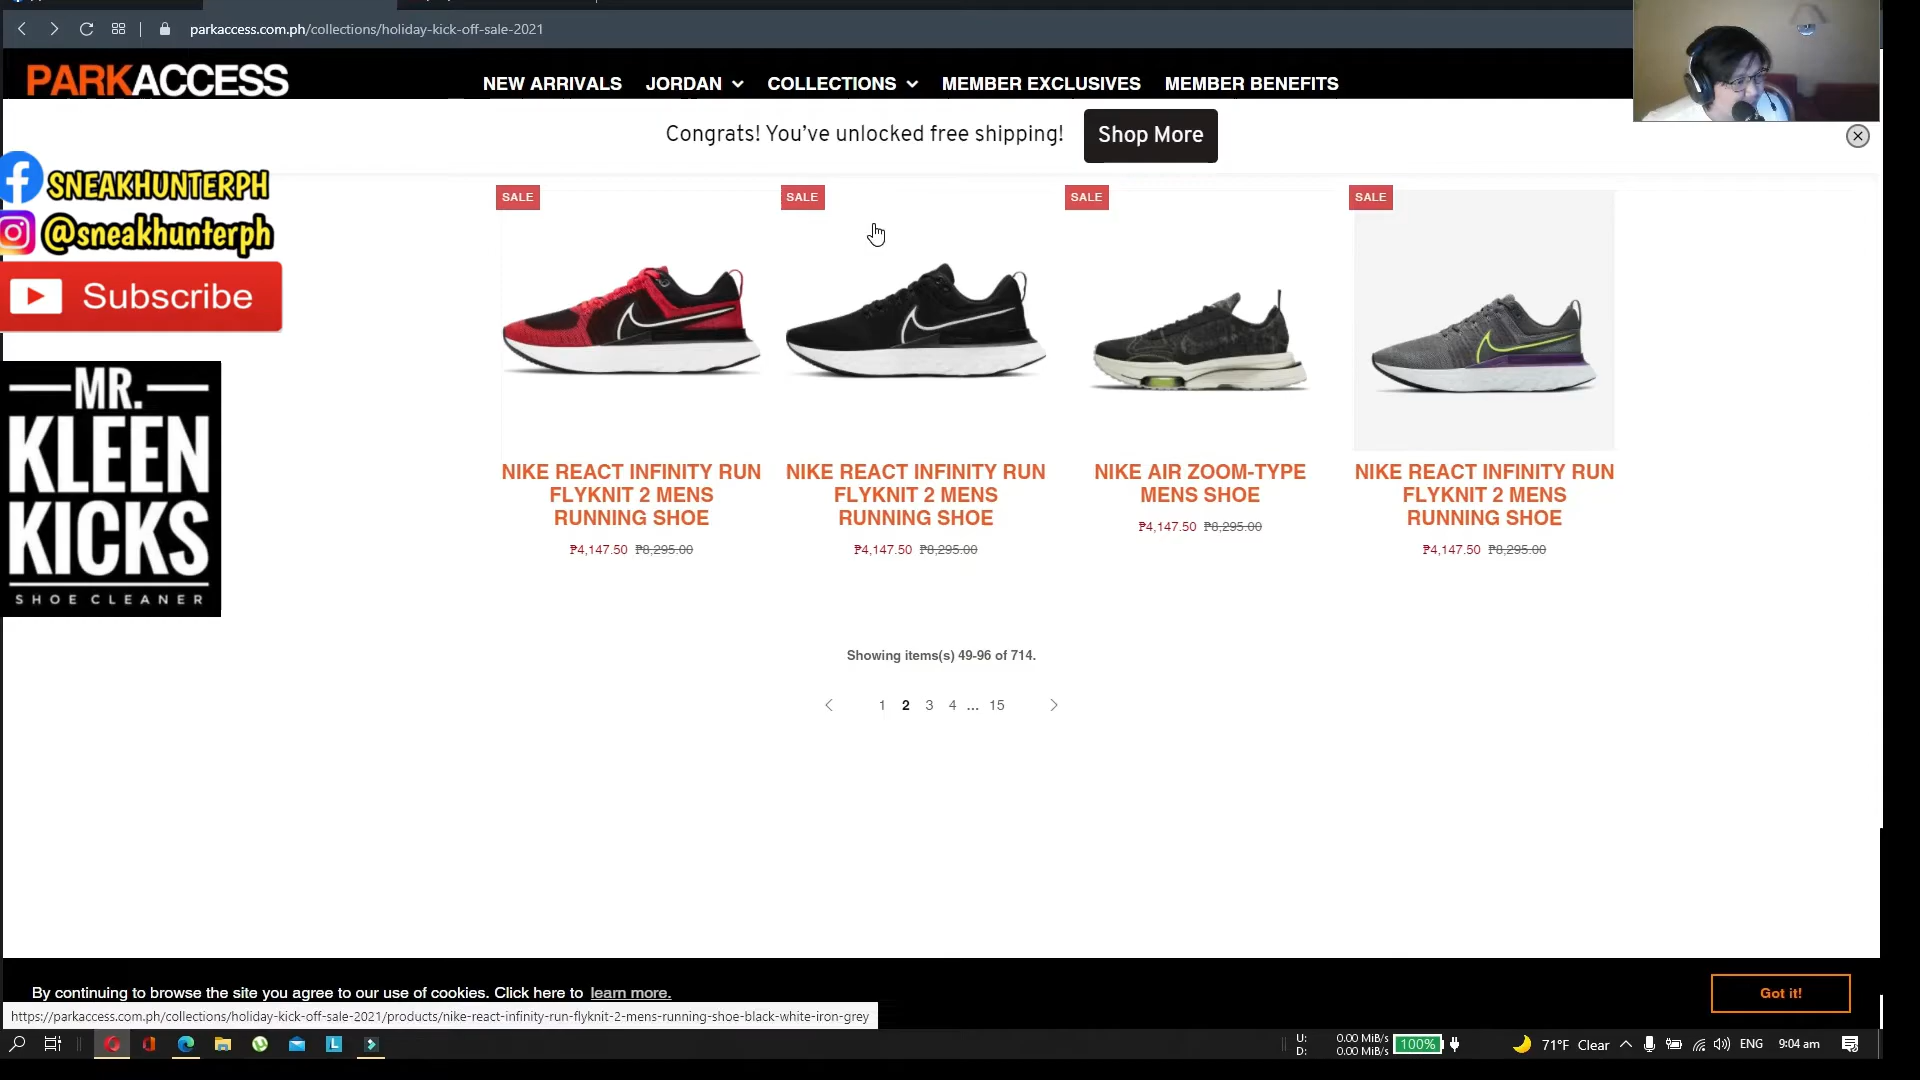 parkaccess.com.ph/collections/holiday-kick-off-sale-2021
PARKACCESS
NEW ARRIVALS JORDAN COLLECTIONS MEMBER EXCLUSIVES MEMBER BENEFITS
Congrats! You’ve unlocked free shipping! Shop More
SNEAKHUNTERPH
@sneakhunterph
Subscribe
MR.
KLEEN
KICKS
SHOE CLEANER
SALE SALE SALE SALE
NIKE REACT INFINITY RUN
FLYKNIT 2 MENS
RUNNING SHOE
₱4,147.50 ₱8,295.00
NIKE REACT INFINITY RUN
FLYKNIT 2 MENS
RUNNING SHOE
₱4,147.50 ₱8,295.00
NIKE AIR ZOOM-TYPE
MENS SHOE
₱4,147.50 ₱8,295.00
NIKE REACT INFINITY RUN
FLYKNIT 2 MENS
RUNNING SHOE
₱4,147.50 ₱8,295.00
Showing items(s) 49-96 of 714.
1 2 3 4 ... 15
By continuing to browse the site you agree to our use of cookies. Click here to learn more.
Got it!
https://parkaccess.com.ph/collections/holiday-kick-off-sale-2021/products/nike-react-infinity-run-flyknit-2-mens-running-shoe-black-white-iron-grey
U: 0.00 MiB/s
D: 0.00 MiB/s
100%
71°F Clear
ENG
9:04 am